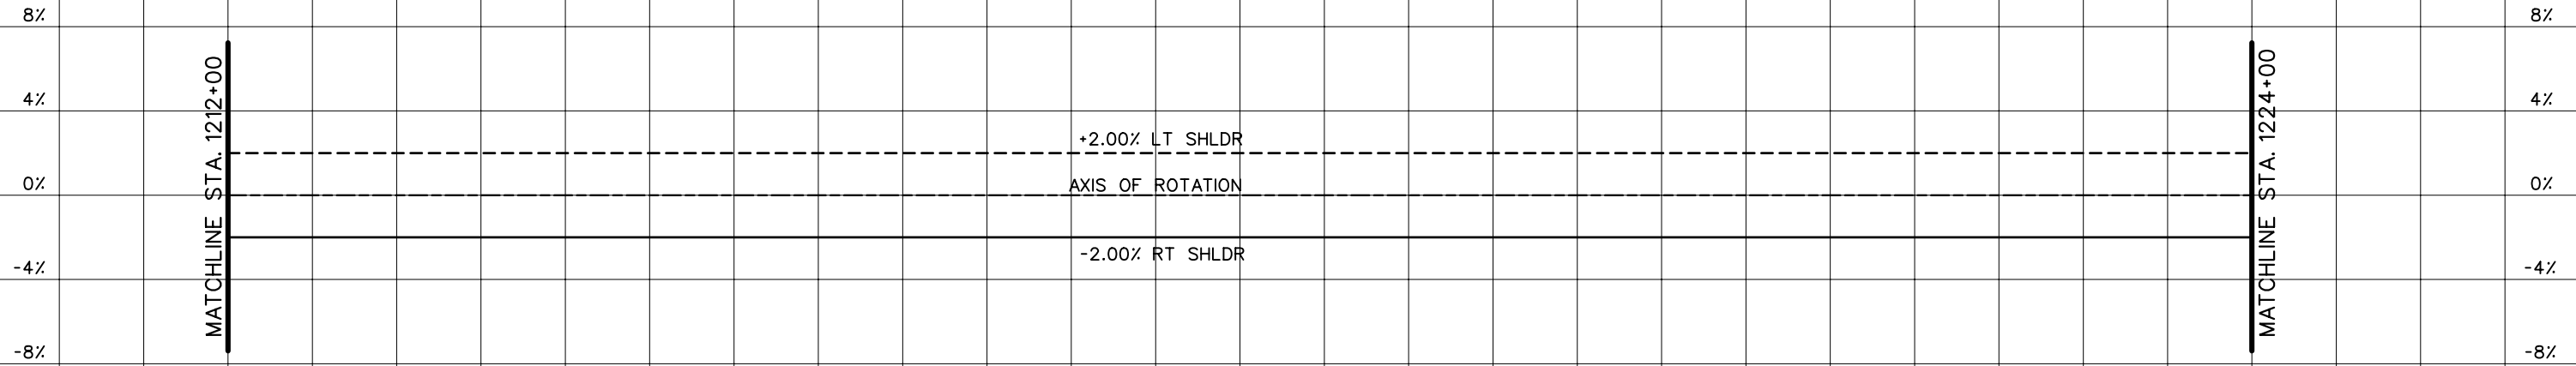 8% 8%
4% 4%
0% 0%
-4% -4%
-8% -8%
MATCHLINE STA. 1212+00
+2.00% LT SHLDR
AXIS OF ROTATION
-2.00% RT SHLDR
MATCHLINE STA. 1224+00